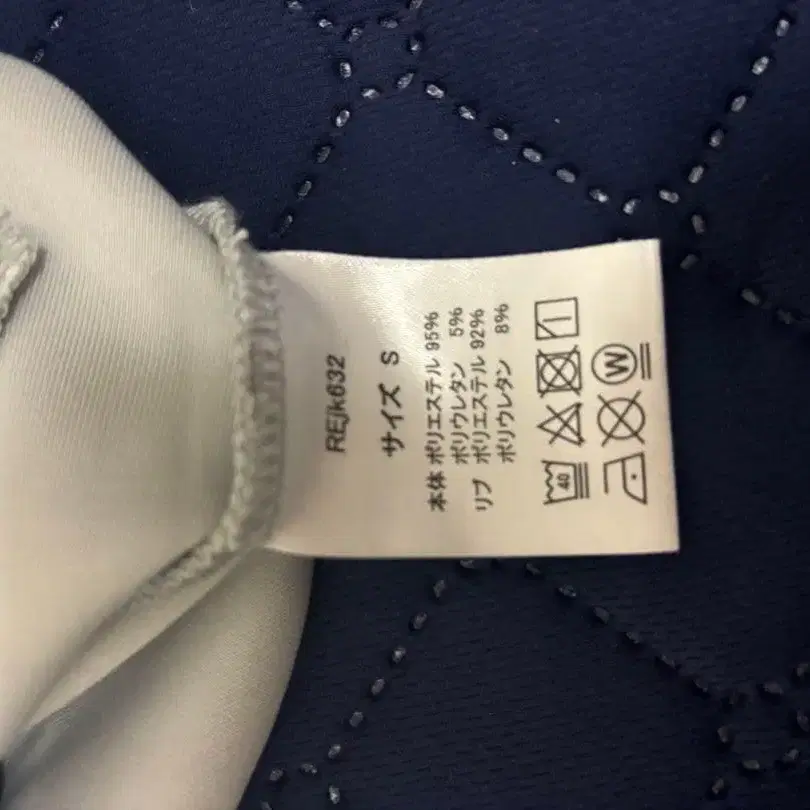 REjk632
サイズ S
本体 ポリエステル 95%
ポリウレタン 5%
リブ ポリエステル 92%
ポリウレタン 8%
40
W